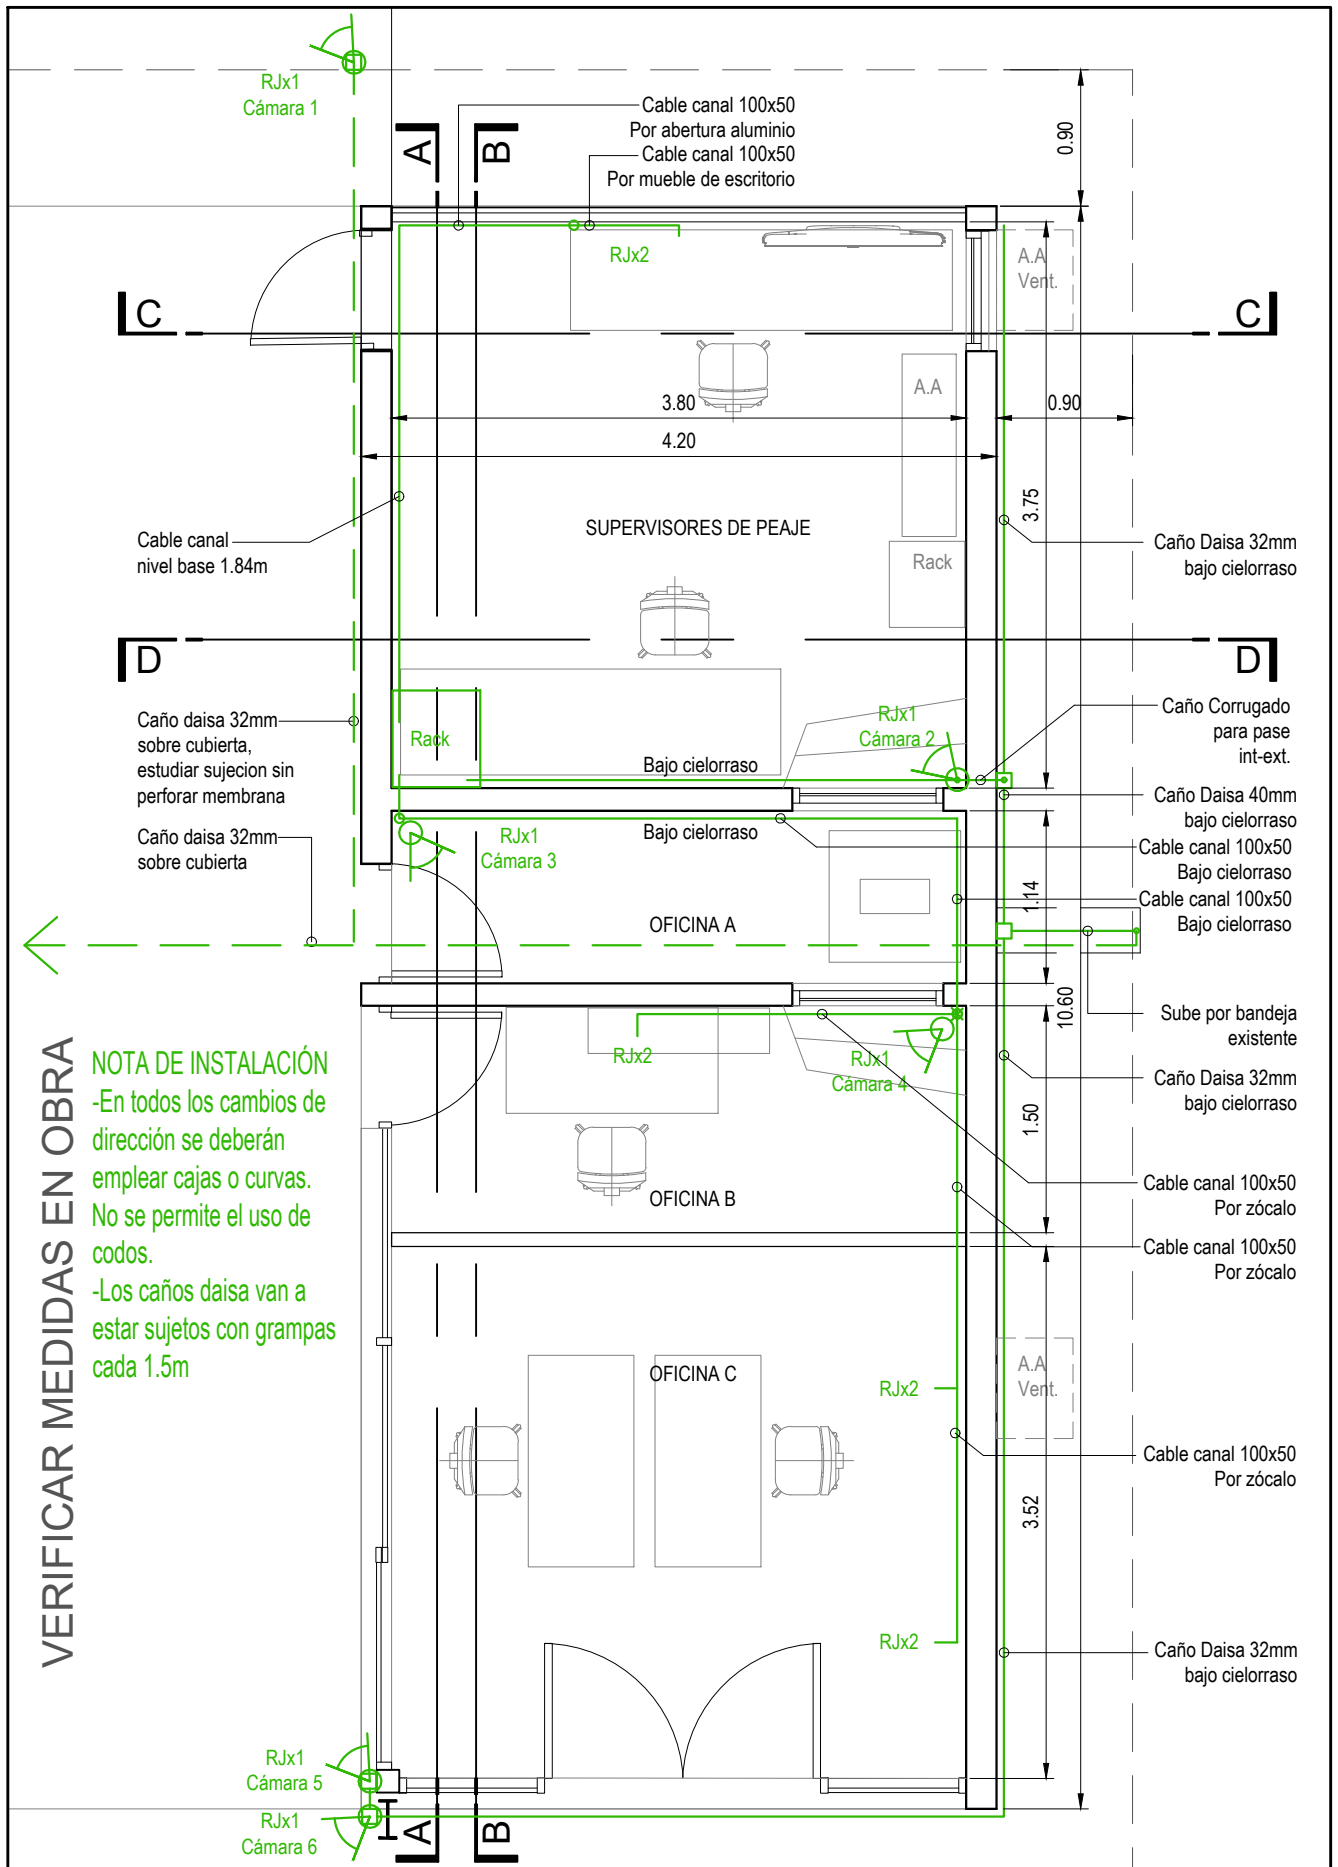 RJx1
Cámara 1
Cable canal 100x50
Por abertura aluminio
Cable canal 100x50
Por mueble de escritorio
A
B
0.90
RJx2
A.A
Vent.
C
C
A.A
3.80
0.90
4.20
3.75
SUPERVISORES DE PEAJE
Cable canal
nivel base 1.84m
Rack
Caño Daisa 32mm
bajo cielorraso
D
D
Caño daisa 32mm
sobre cubierta,
estudiar sujecion sin
perforar membrana
Rack
RJx1
Cámara 2
Caño Corrugado
para pase
int-ext.
Bajo cielorraso
Caño Daisa 40mm
bajo cielorraso
Caño daisa 32mm
sobre cubierta
RJx1
Cámara 3
Bajo cielorraso
Cable canal 100x50
Bajo cielorraso
1.14
Cable canal 100x50
Bajo cielorraso
OFICINA A
10.60
Sube por bandeja
existente
VERIFICAR MEDIDAS EN OBRA
NOTA DE INSTALACIÓN
-En todos los cambios de
dirección se deberán
emplear cajas o curvas.
No se permite el uso de
codos.
-Los caños daisa van a
estar sujetos con grampas
cada 1.5m
RJx2
RJx1
Cámara 4
Caño Daisa 32mm
bajo cielorraso
1.50
OFICINA B
Cable canal 100x50
Por zócalo
Cable canal 100x50
Por zócalo
OFICINA C
RJx2
A.A
Vent.
Cable canal 100x50
Por zócalo
3.52
RJx2
Caño Daisa 32mm
bajo cielorraso
RJx1
Cámara 5
RJx1
Cámara 6
A
B